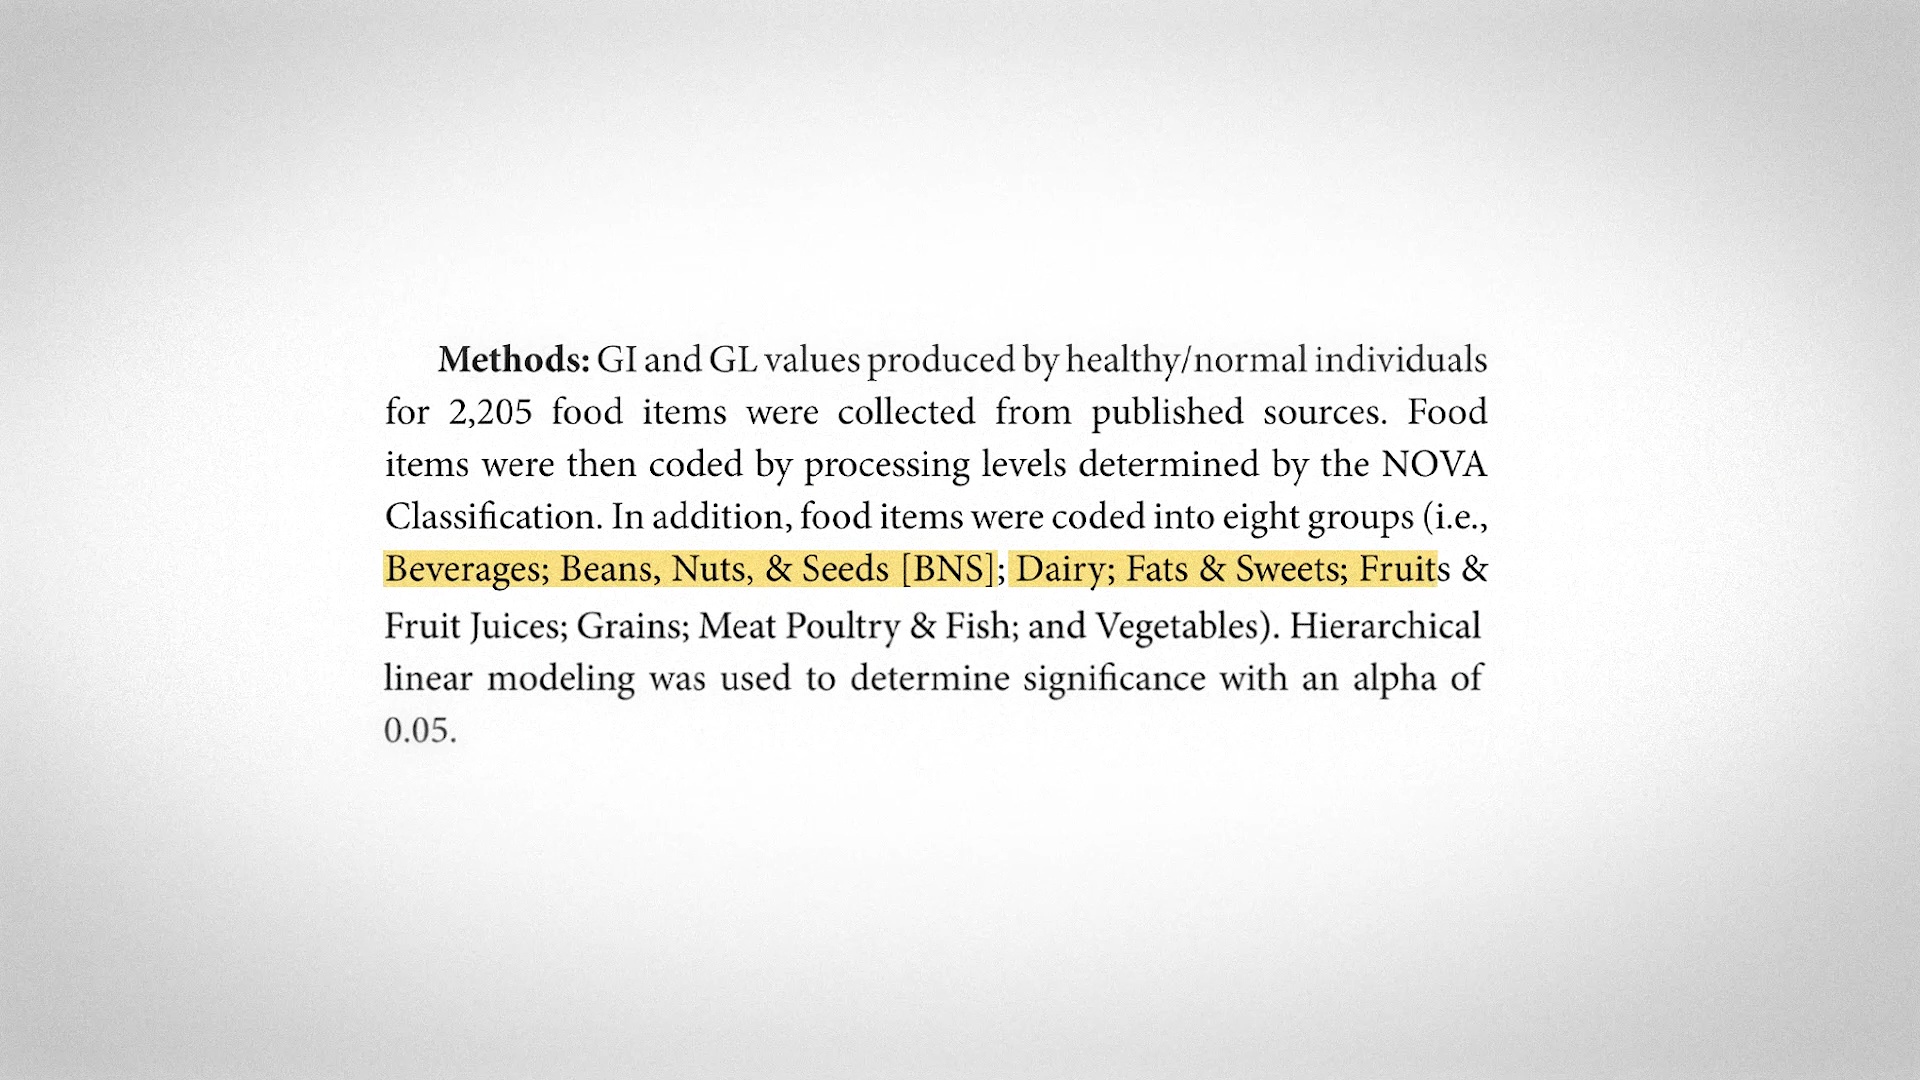 Methods: GI and GL values produced by healthy/normal individuals
for 2,205 food items were collected from published sources. Food
items were then coded by processing levels determined by the NOVA
Classification. In addition, food items were coded into eight groups (i.e.,
Beverages; Beans, Nuts, & Seeds [BNS]; Dairy; Fats & Sweets; Fruits &
Fruit Juices; Grains; Meat Poultry & Fish; and Vegetables). Hierarchical
linear modeling was used to determine significance with an alpha of
0.05.